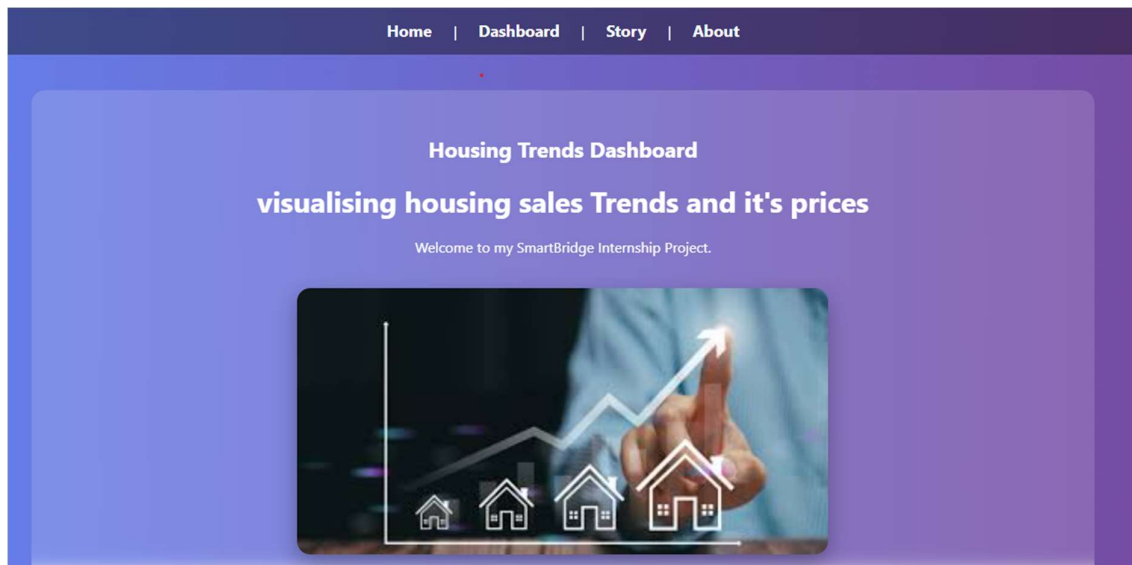 Home | Dashboard | Story | About
Housing Trends Dashboard
visualising housing sales Trends and it's prices
Welcome to my SmartBridge Internship Project.